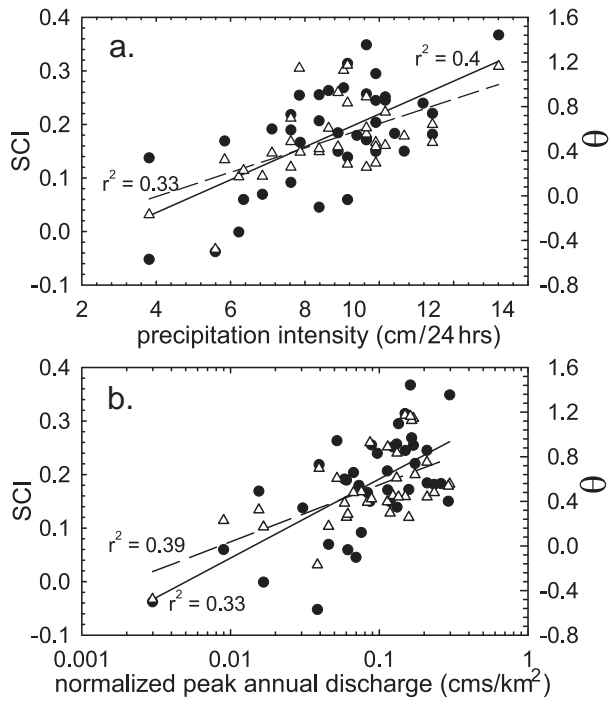 a.
0.4
0.3
0.2
0.1
0.0
-0.1
SCI
1.6
1.2
0.8
0.4
0.0
-0.4
-0.8
θ
r² = 0.4
r² = 0.33
2 4 6 8 10 12 14
precipitation intensity (cm/24 hrs)
b.
0.4
0.3
0.2
0.1
0.0
-0.1
SCI
1.6
1.2
0.8
0.4
0.0
-0.4
-0.8
θ
r² = 0.39
r² = 0.33
0.001 0.01 0.1 1
normalized peak annual discharge (cms/km²)